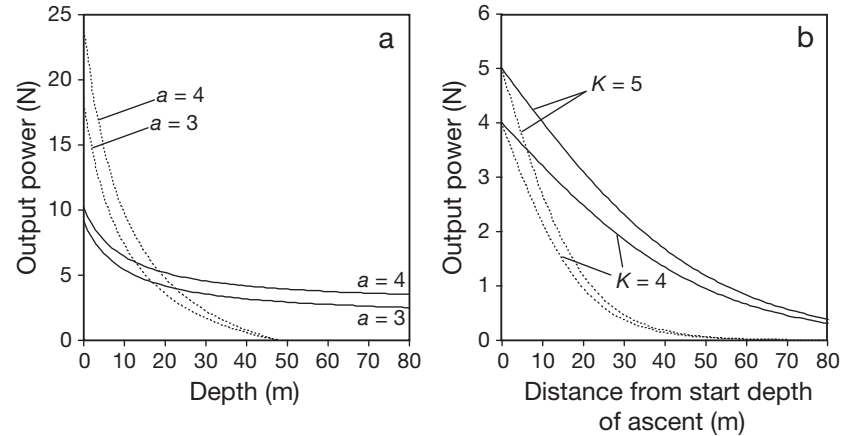 a
Output power (N)
25
20
15
10
5
0
a = 4
a = 3
a = 4
a = 3
0 10 20 30 40 50 60 70 80
Depth (m)
b
Output power (N)
6
5
4
3
2
1
0
K = 5
K = 4
0 10 20 30 40 50 60 70 80
Distance from start depth
of ascent (m)